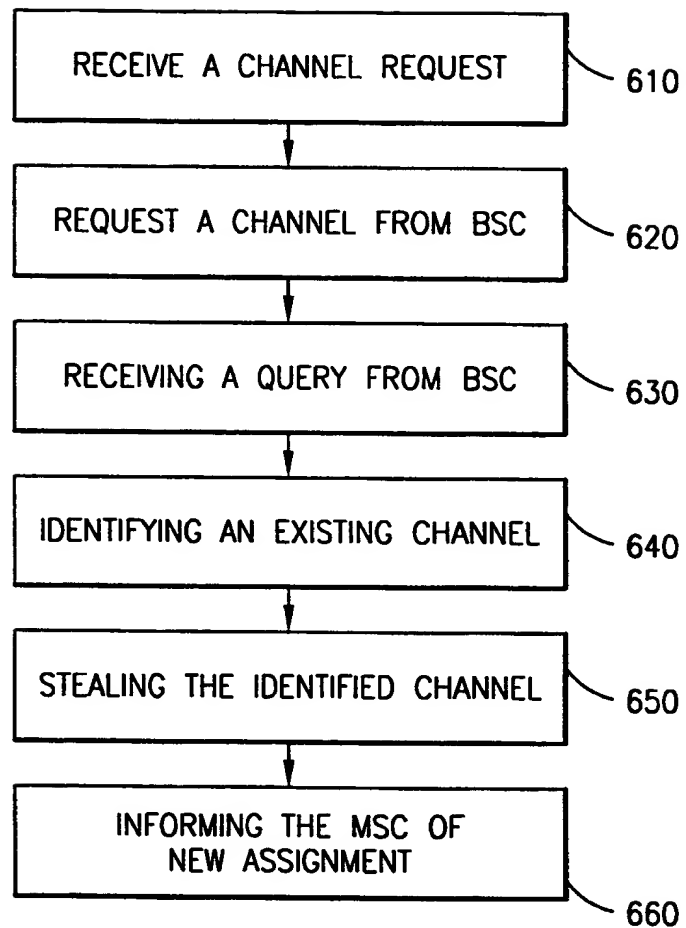 RECEIVE A CHANNEL REQUEST
610
REQUEST A CHANNEL FROM BSC
620
RECEIVING A QUERY FROM BSC
630
IDENTIFYING AN EXISTING CHANNEL
640
STEALING THE IDENTIFIED CHANNEL
650
INFORMING THE MSC OF
NEW ASSIGNMENT
660